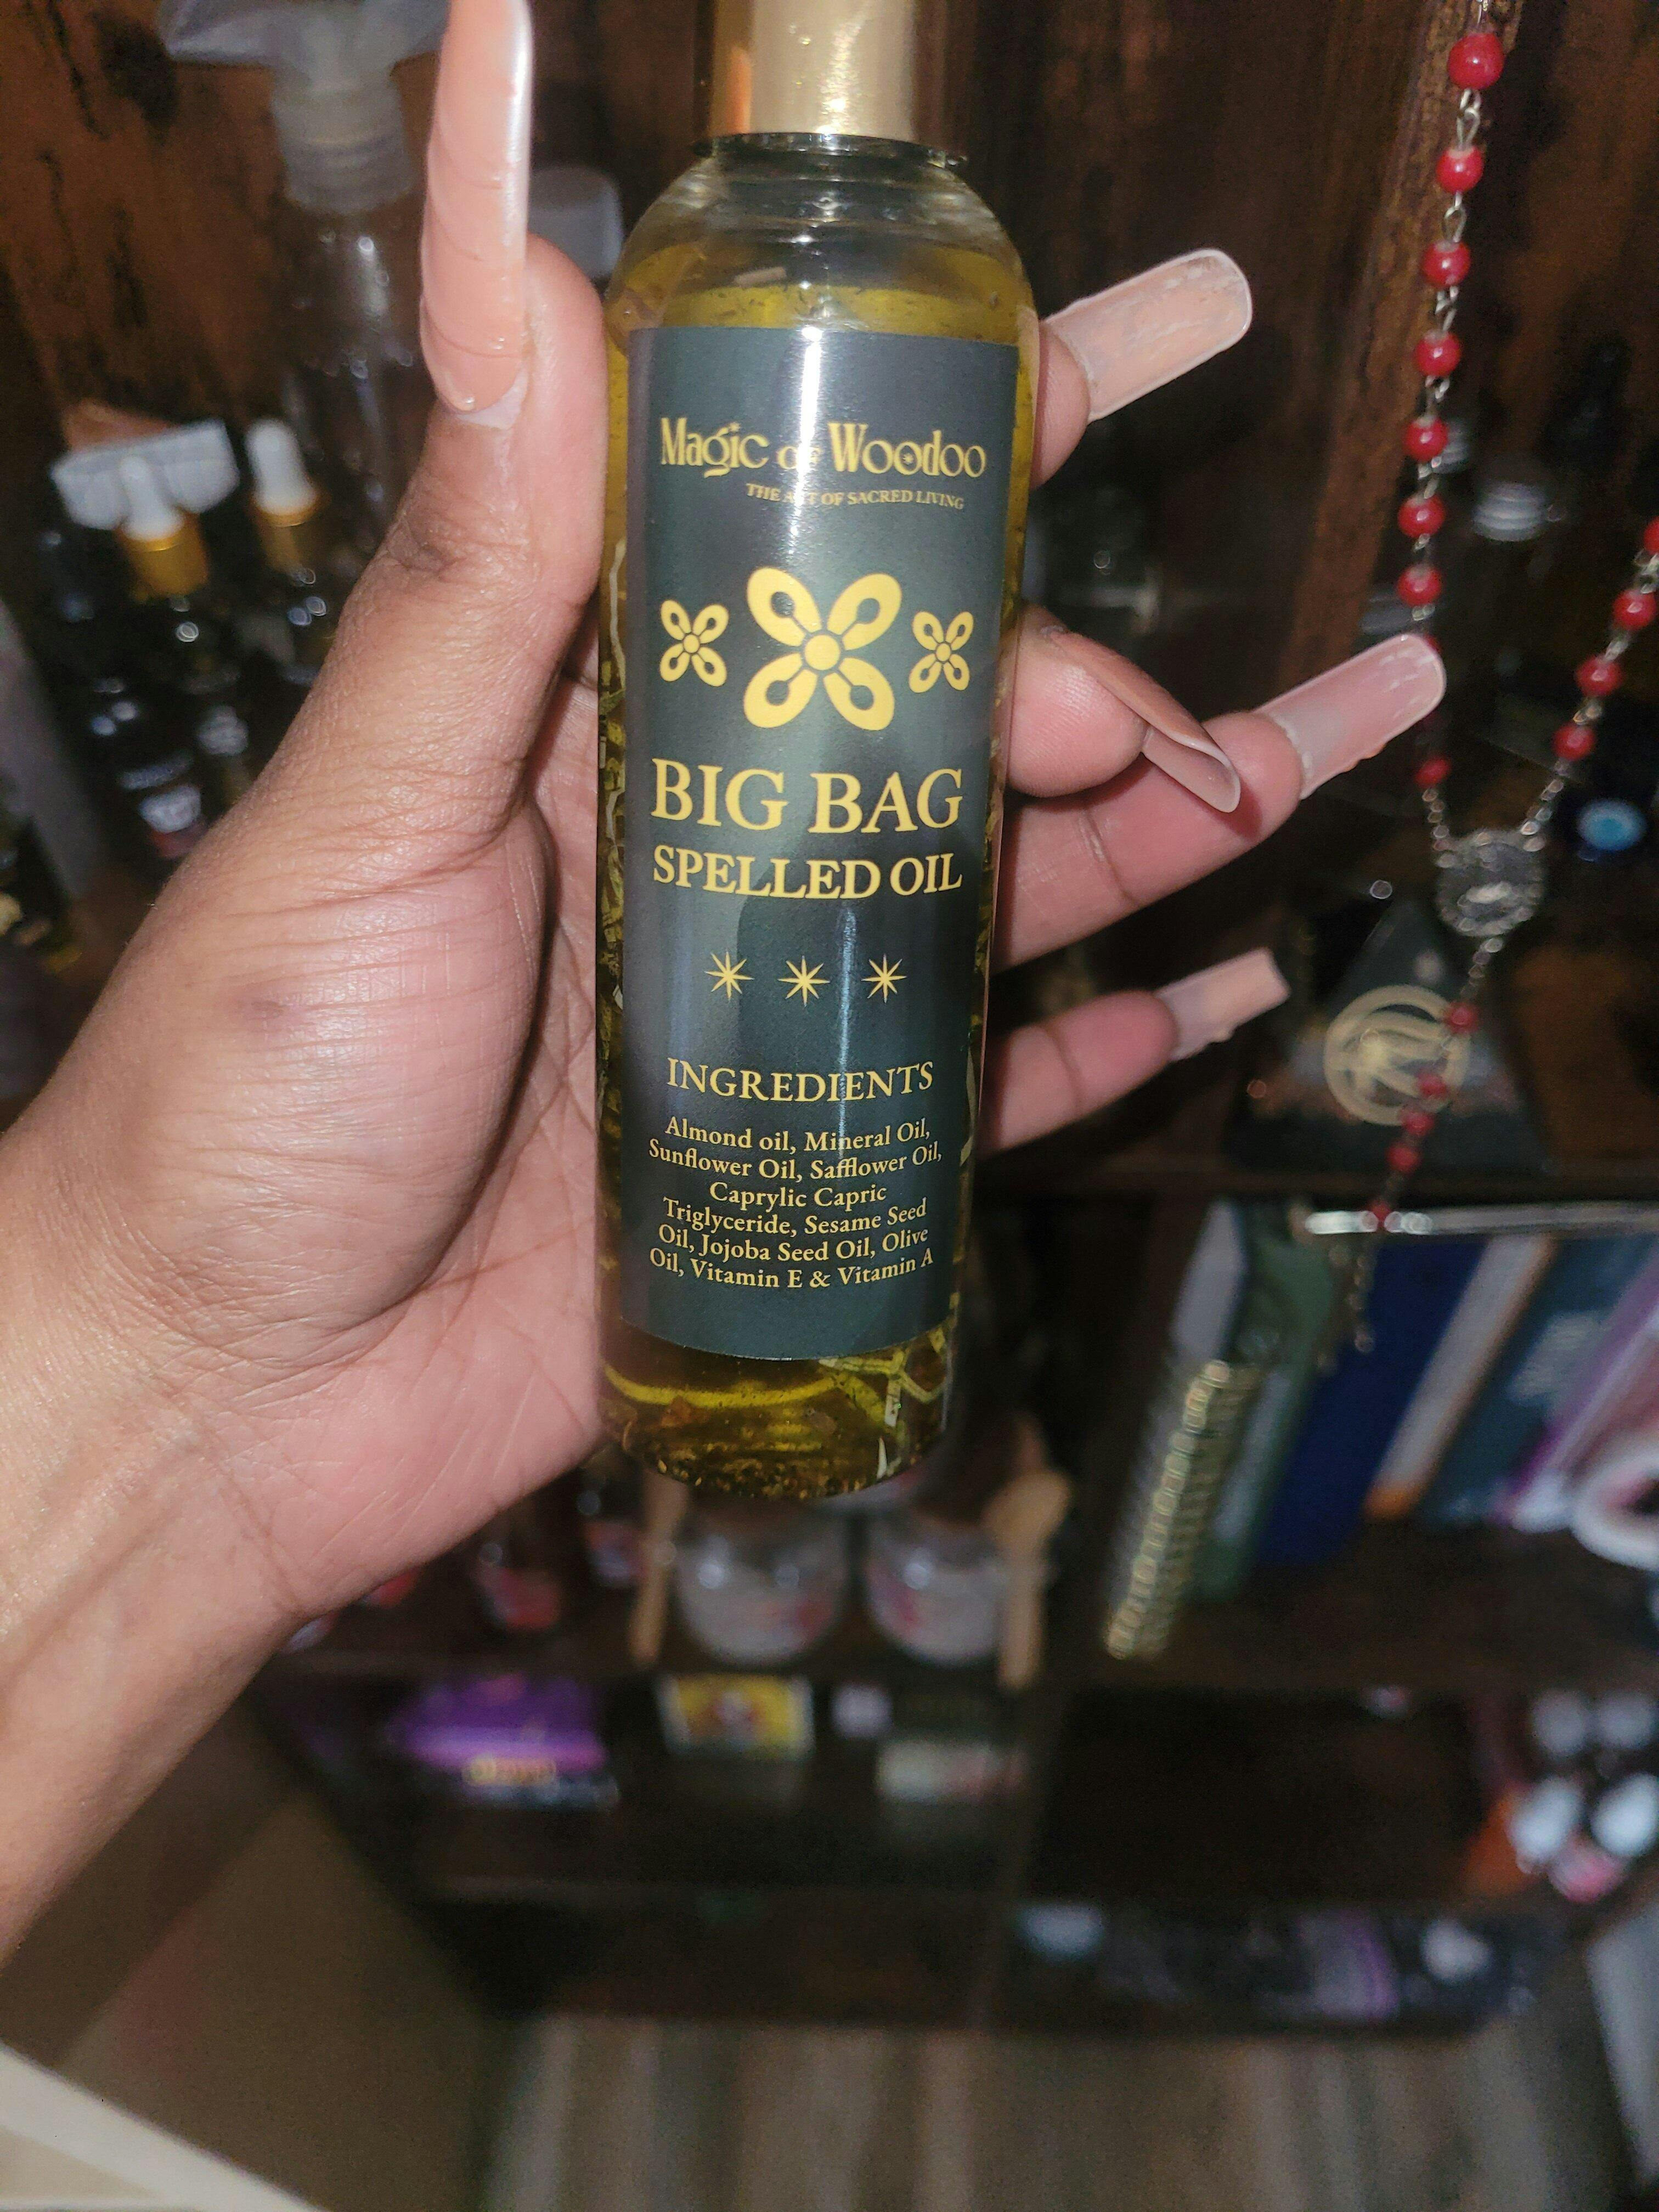 Magic of Woodoo
THE ART OF SACRED LIVING
BIG BAG
SPELLED OIL
INGREDIENTS
Almond oil, Mineral Oil,
Sunflower Oil, Safflower Oil,
Caprylic Capric
Triglyceride, Sesame Seed
Oil, Jojoba Seed Oil, Olive
Oil, Vitamin E & Vitamin A